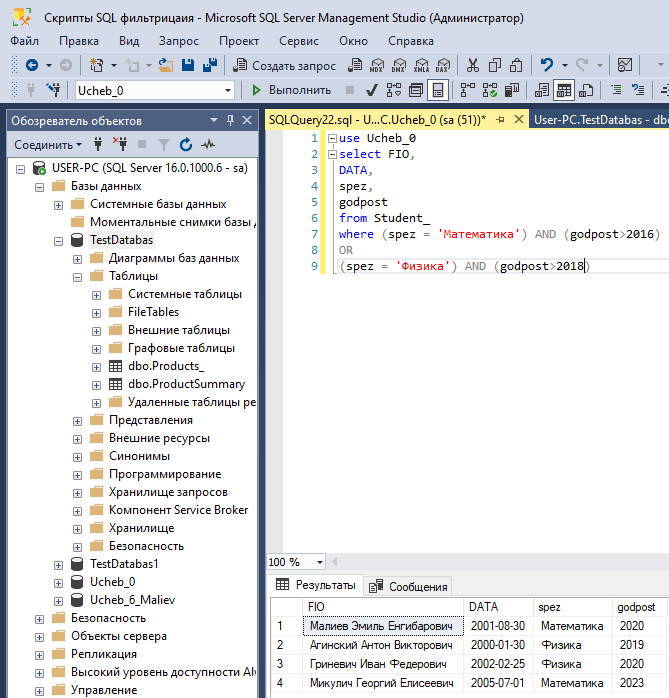 Скрипты SQL фильтрицаия - Microsoft SQL Server Management Studio (Администратор)
Файл Правка Вид Запрос Проект Сервис Окно Справка
Создать запрос MDX DMX XMLA DAX
Ucheb_0 Выполнить
Обозреватель объектов
Соединить
USER-PC (SQL Server 16.0.1000.6 - sa)
Базы данных
Системные базы данных
Моментальные снимки базы
TestDatabas
Диаграммы баз данных
Таблицы
Системные таблицы
FileTables
Внешние таблицы
Графовые таблицы
dbo.Products_
dbo.ProductSummary
Удаленные таблицы ре
Представления
Внешние ресурсы
Синонимы
Программирование
Хранилище запросов
Компонент Service Broker
Хранилище
Безопасность
TestDatabas1
Ucheb_0
Ucheb_6_Maliev
Безопасность
Объекты сервера
Репликация
Высокий уровень доступности Al
Управление
SQLQuery22.sql - U...C.Ucheb_0 (sa (51))* User-PC.TestDatabas - dbo
1 use Ucheb_0
2 select FIO,
3 DATA,
4 spez,
5 godpost
6 from Student_
7 where (spez = 'Математика') AND (godpost>2016)
8 OR
9 (spez = 'Физика') AND (godpost>2018)
100 %
Результаты Сообщения
FIO DATA spez godpost
1 Малиев Эмиль Енгибарович 2001-08-30 Математика 2020
2 Агинский Антон Викторович 2000-01-30 Физика 2019
3 Гриневич Иван Федорович 2002-02-25 Физика 2020
4 Микулич Георгий Елисеевич 2005-07-01 Математика 2023